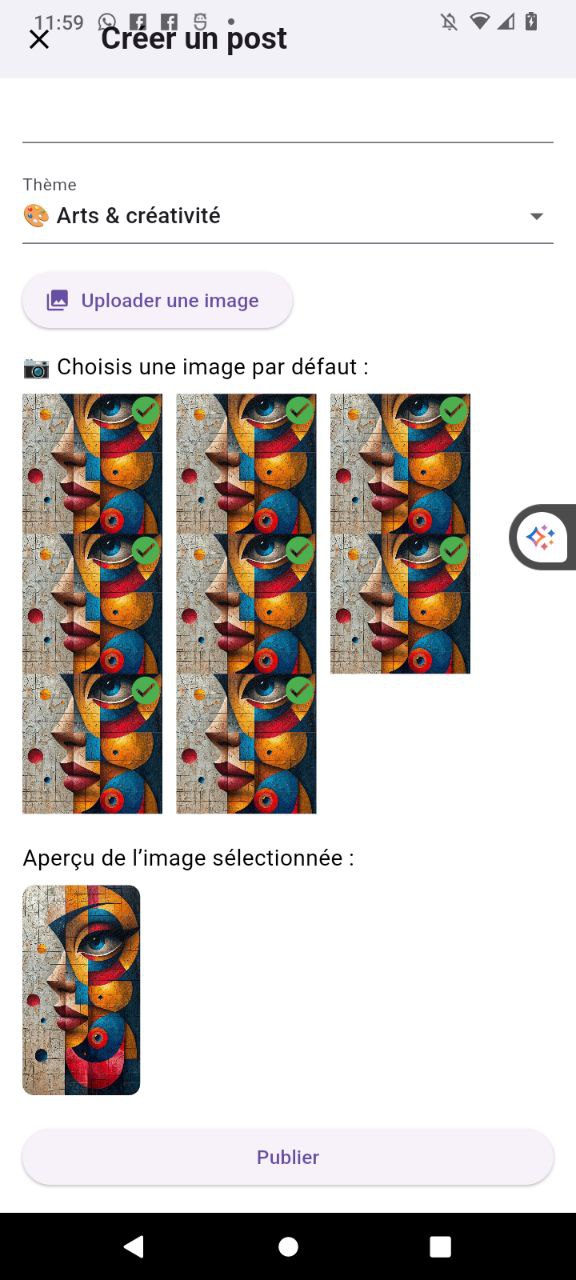 11:59
Créer un post
Thème
🎨 Arts & créativité
Uploader une image
📷 Choisis une image par défaut :
Aperçu de l’image sélectionnée :
Publier